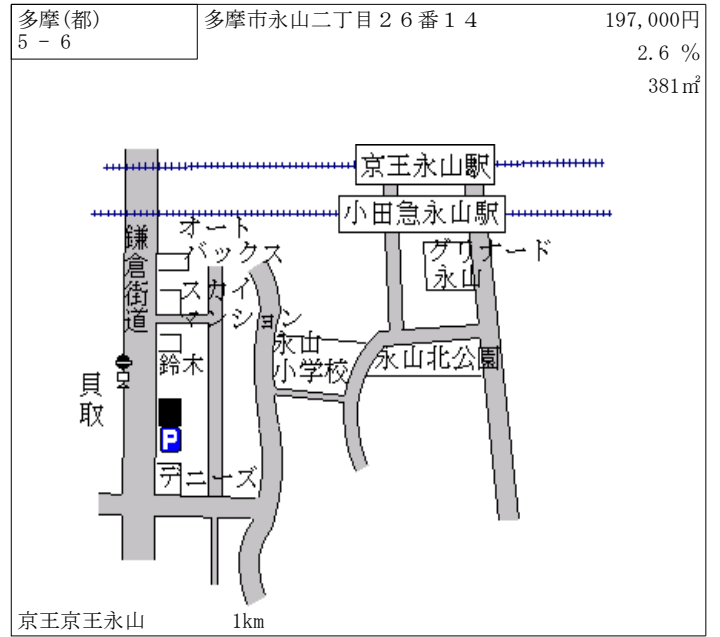 多摩(都)
5 - 6
多摩市永山二丁目２６番１４
197,000円
2.6 %
381㎡
京王永山駅
小田急永山駅
鎌倉街道
オート
バックス
スカイ
マンション
グリナード
永山
永山
小学校
永山北公園
鈴木
貝取
P
デニーズ
京王京王永山
1km